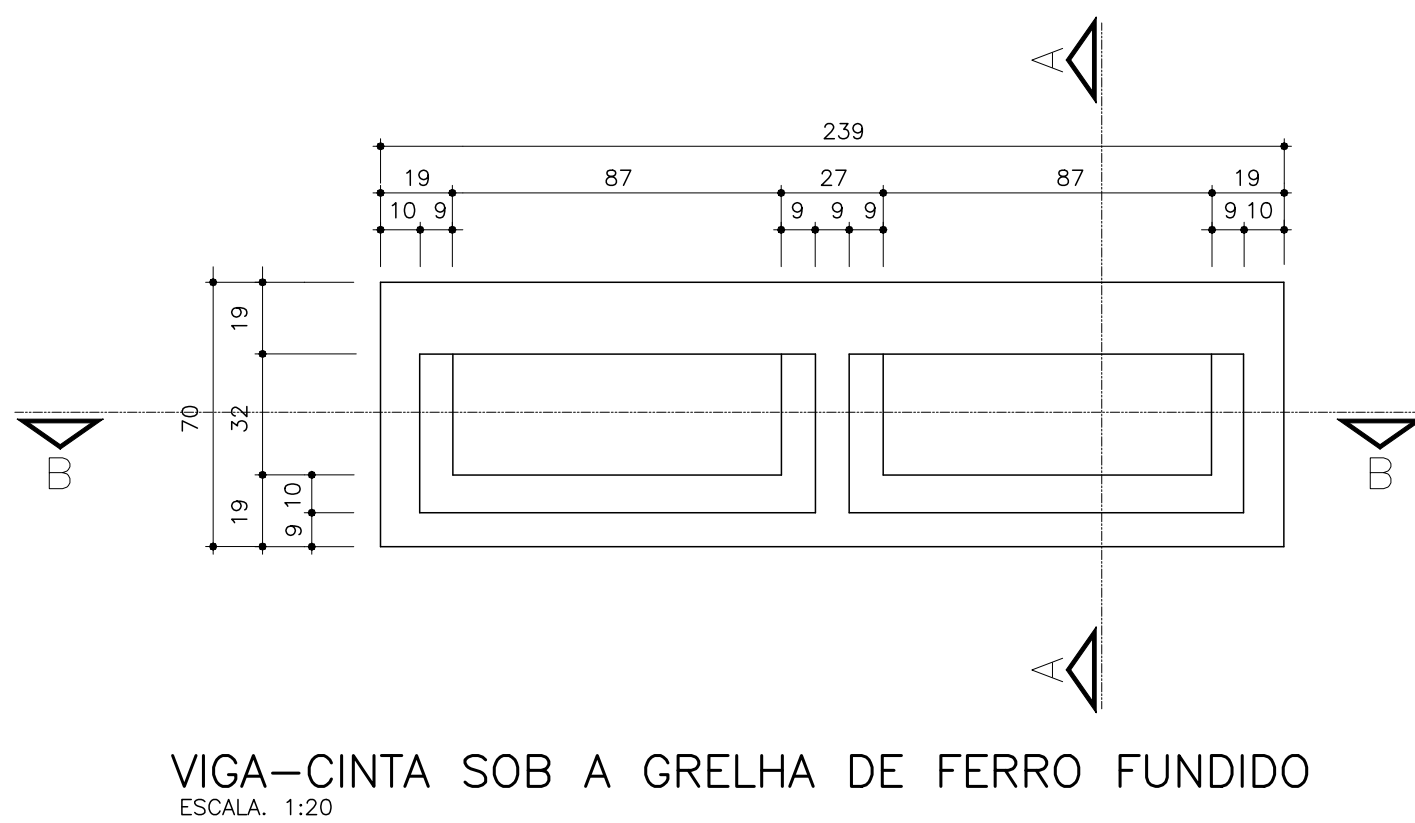 A
239
19 87 27 87 19
10 9 9 9 9 9 10
19
70 32
B B
10
19
9
A
VIGA-CINTA SOB A GRELHA DE FERRO FUNDIDO
ESCALA. 1:20